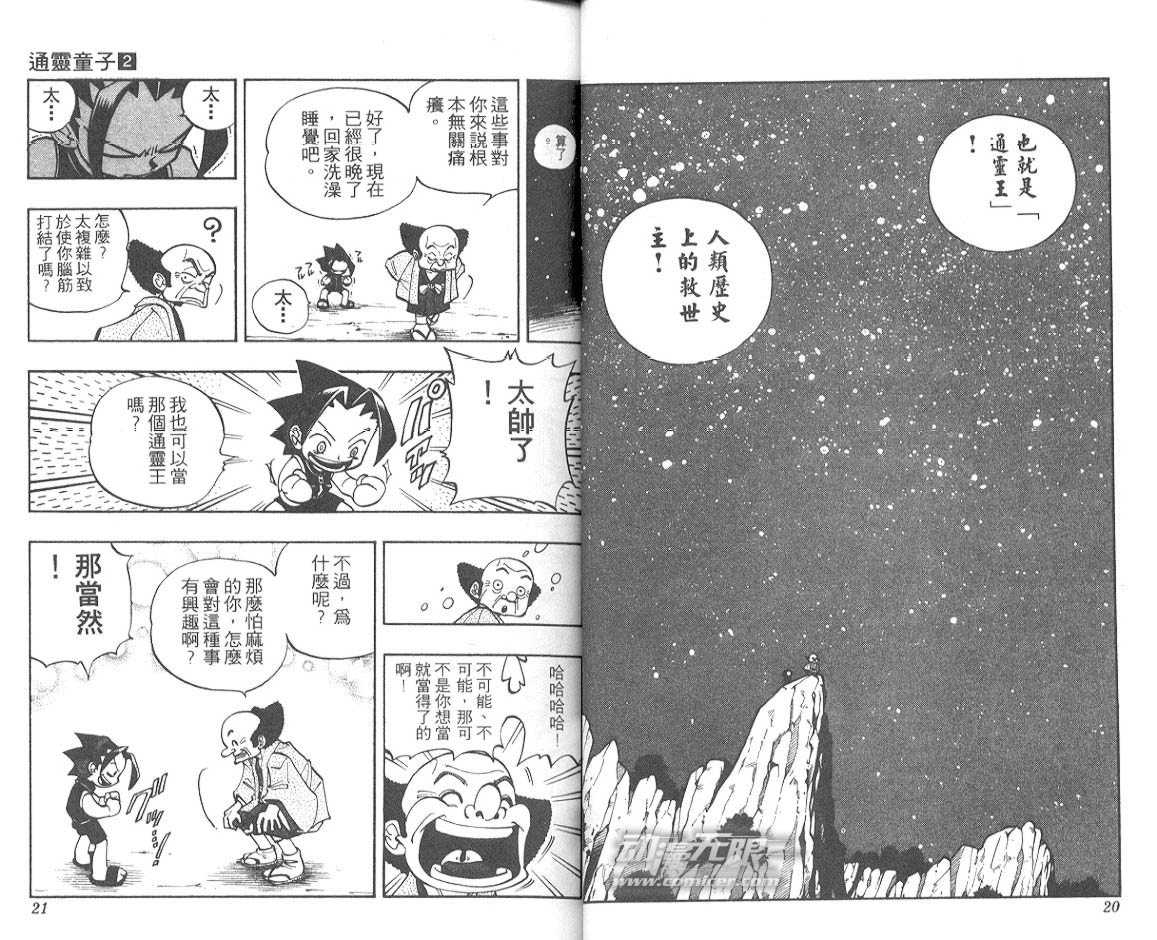 通靈童子2
也就是「
通靈王」
！
人類歷史
上的救世
主！
算了
。
這些事對
你來說根
本無關痛
癢。
好了，現在
已經很晚了
，回家洗澡
睡覺吧。
太…
太…
太…
?
怎麼?
太複雜以致
於使你腦筋
打結了嗎?
太帥了
！
我也可以當
那個通靈王
嗎?
哈哈哈哈！
不可能、不
可能，那可
不是你想當
就當得了的
啊！
不過，為
什麼呢?
那麼怕麻煩
的你，怎麼
會對這種事
有興趣啊?
那當然
！
动漫无限
www.comicer.com
20
21